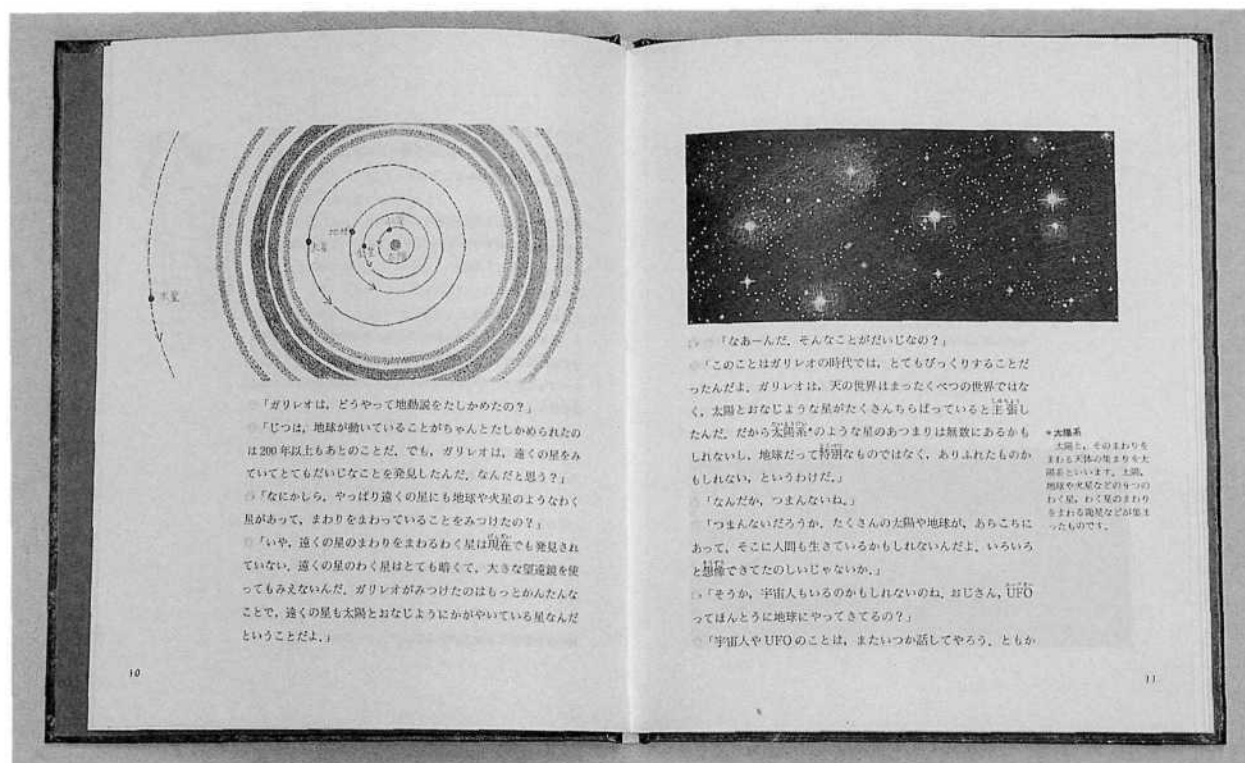 地球
火星
金星
木星
「ガリレオは，どうやって地動説をたしかめたの？」
「じつは，地球が動いていることがちゃんとたしかめられたの
は200年以上もあとのことだ．でも，ガリレオは，遠くの星をみ
ていてとてもだいじなことを発見したんだ．なんだと思う？」
「なにかしら，やっぱり遠くの星にも地球や火星のようなわく
星があって，まわりをまわっていることをみつけたの？」
「いや，遠くの星のまわりをまわるわく星は現在でも発見され
ていない．遠くの星のわく星はとても暗くて，大きな望遠鏡を使
ってもみえないんだ．ガリレオがみつけたのはもっとかんたんな
ことで，遠くの星も太陽とおなじようにかがやいている星なんだ
ということだよ．」
10
「なあーんだ．そんなことがだいじなの？」
「このことはガリレオの時代では，とてもびっくりすることだ
ったんだよ．ガリレオは，天の世界はまったくべつの世界ではな
く，太陽とおなじような星がたくさんちらばっていると主張し
たんだ．だから太陽系*のような星のあつまりは無数にあるかも
しれないし，地球だって特別なものではなく，ありふれたものか
もしれない，というわけだ．」
「なんだか，つまんないね．」
「つまんないだろうか．たくさんの太陽や地球が，あちこちに
あって，そこに人間も生きているかもしれないんだよ．いろいろ
と想像できてたのしいじゃないか．」
「そうか，宇宙人もいるのかもしれないのね．おじさん，UFO
ってほんとうに地球にやってきてるの？」
「宇宙人やUFOのことは，またいつか話してやろう．ともか
*太陽系
太陽と，そのまわりを
まわる天体の集まりを太
陽系といいます．太陽，
地球や火星などの9つの
わく星，わく星のまわり
をまわる衛星などが集ま
ったものです．
11